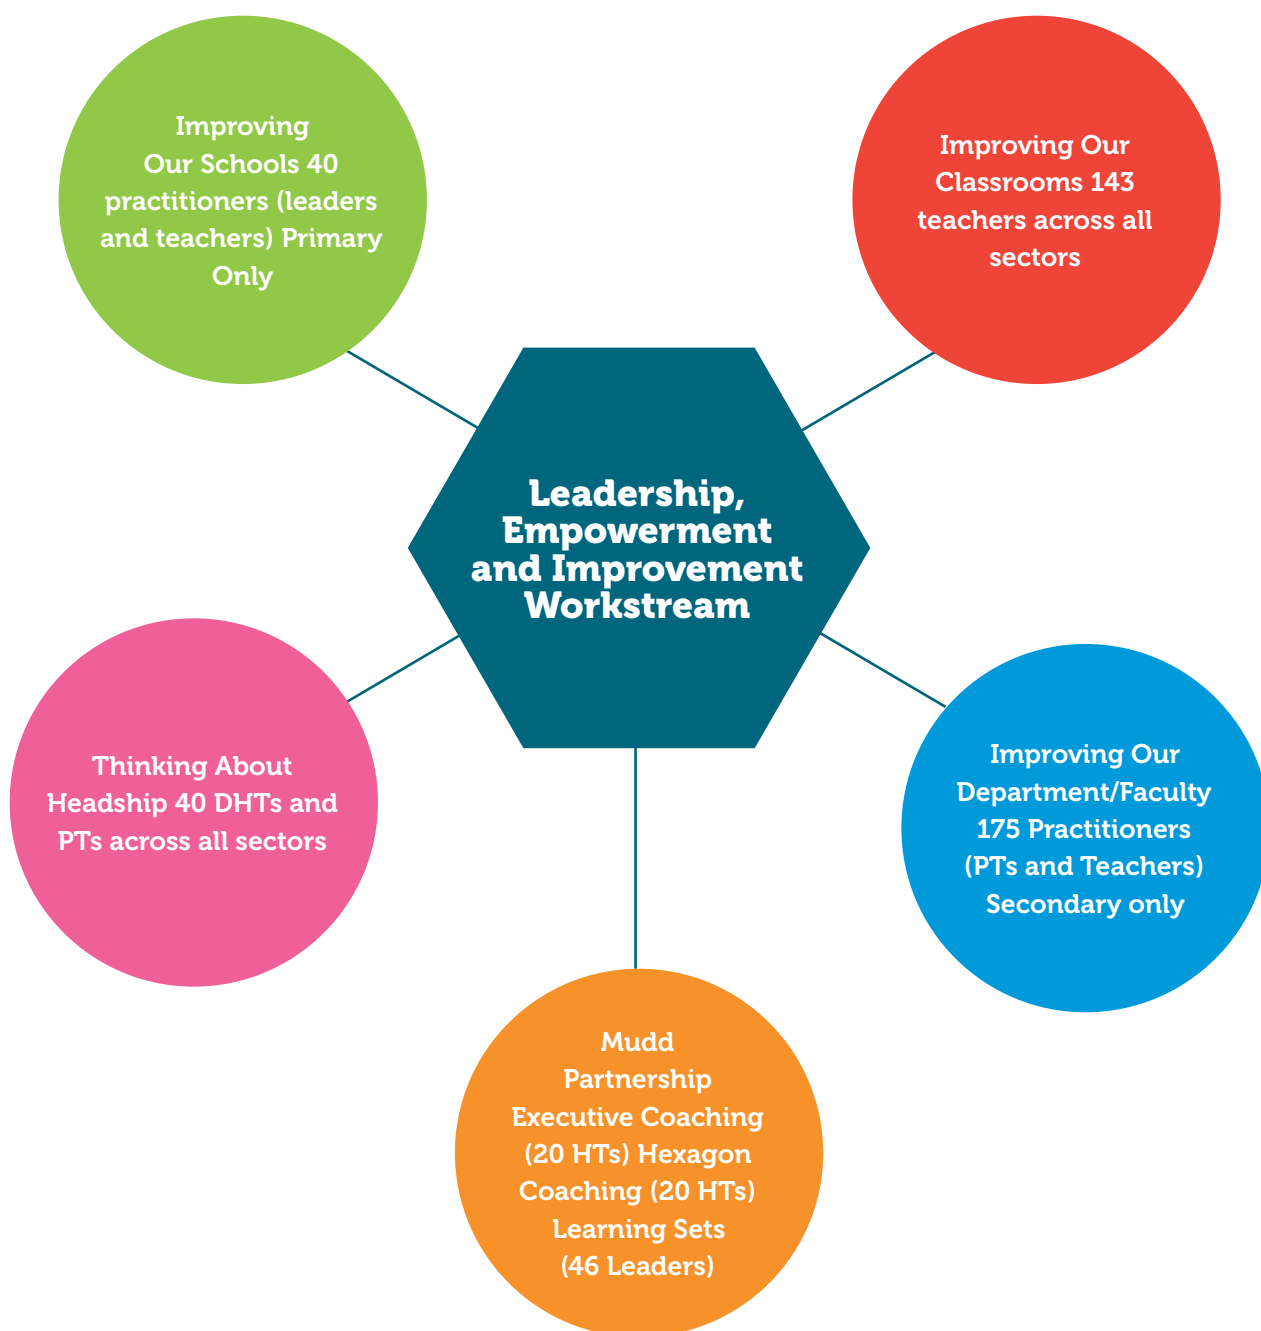 Improving
Our Schools 40
practitioners (leaders
and teachers) Primary
Only
Improving Our
Classrooms 143
teachers across all
sectors
Leadership,
Empowerment
and Improvement
Workstream
Thinking About
Headship 40 DHTs and
PTs across all sectors
Improving Our
Department/Faculty
175 Practitioners
(PTs and Teachers)
Secondary only
Mudd
Partnership
Executive Coaching
(20 HTs) Hexagon
Coaching (20 HTs)
Learning Sets
(46 Leaders)